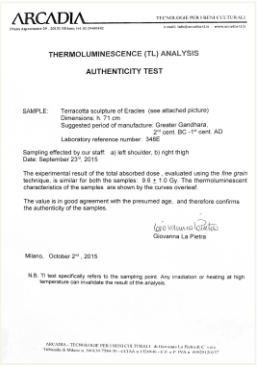 ARCADIA
TECNOLOGIE PER I BENI CULTURALI
THERMOLUMINESCENCE (TL) ANALYSIS
AUTHENTICITY TEST
SAMPLE: Terracotta sculpture of Eracles (see attached picture)
Dimensions: h. 71 cm
Suggested period of manufacture: Greater Gandhara,
2nd cent. BC -1st cent. AD
Laboratory reference number: 348E
Sampling effected by our staff: a) left shoulder, b) right thigh
Date: September 23rd, 2015
The experimental result of the total absorbed dose , evaluated using the fine grain
technique, is similar for both the samples: 9.6 ± 1.0 Gy. The thermoluminescent
characteristics of the samples are shown by the curves overleaf.
The value is in good agreement with the presumed age, and therefore confirms
the authenticity of the samples.
Giovanna La Pietra
Milano, October 2nd , 2015
N.B. TL test specifically refers to the sampling point. Any irradiation or heating at high
temperature can invalidate the result of the analysis.
ARCADIA - TECNOLOGIE PER I BENI CULTURALI di Giovanna La Pietra & C.